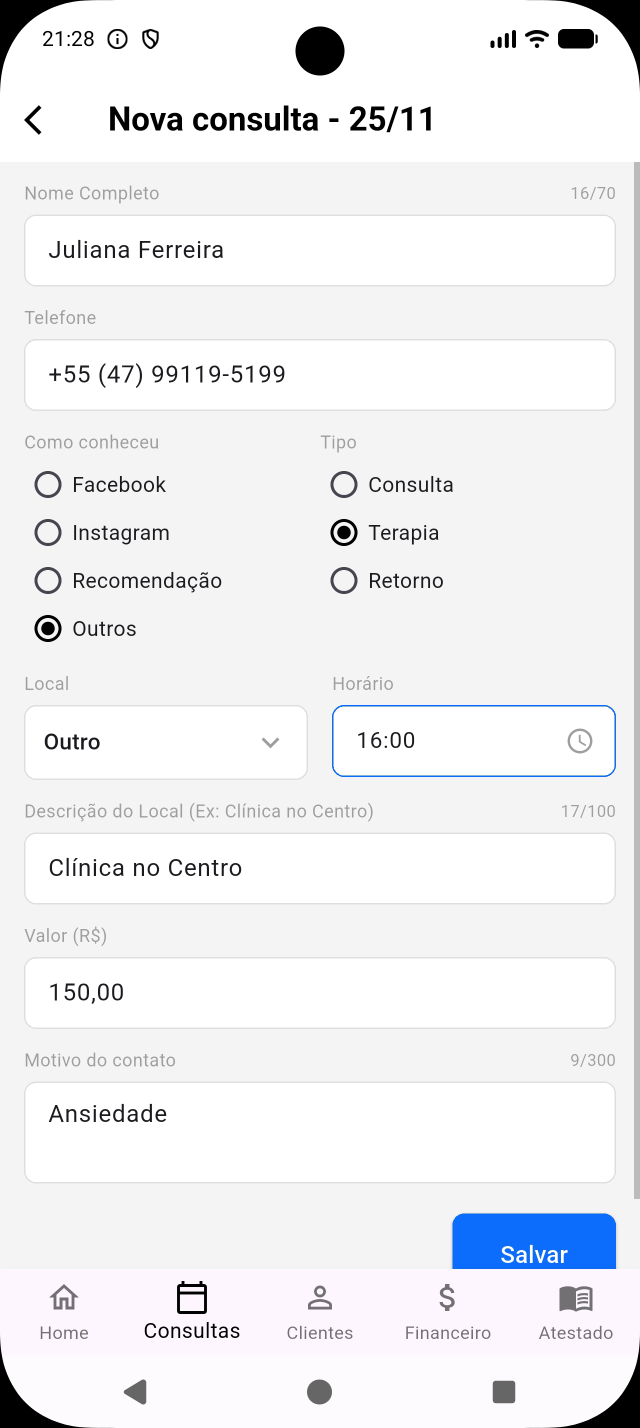 21:28
Nova consulta - 25/11
Nome Completo 16/70
Juliana Ferreira
Telefone
+55 (47) 99119-5199
Como conheceu Tipo
Facebook Consulta
Instagram Terapia
Recomendação Retorno
Outros
Local Horário
Outro 16:00
Descrição do Local (Ex: Clínica no Centro) 17/100
Clínica no Centro
Valor (R$)
150,00
Motivo do contato 9/300
Ansiedade
Salvar
Home Consultas Clientes Financeiro Atestado